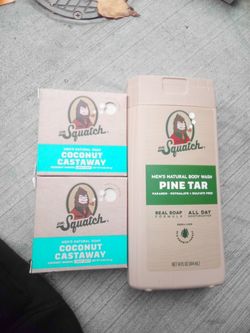 DR.
Squatch.
MEN'S NATURAL SOAP
COCONUT
CASTAWAY
DR.
Squatch.
MEN'S NATURAL SOAP
COCONUT
CASTAWAY
DR.
Squatch.
MEN'S NATURAL BODY WASH
PINE TAR
PARABEN + PHTHALATE + SULFATE FREE
REAL SOAP
FORMULA
ALL DAY